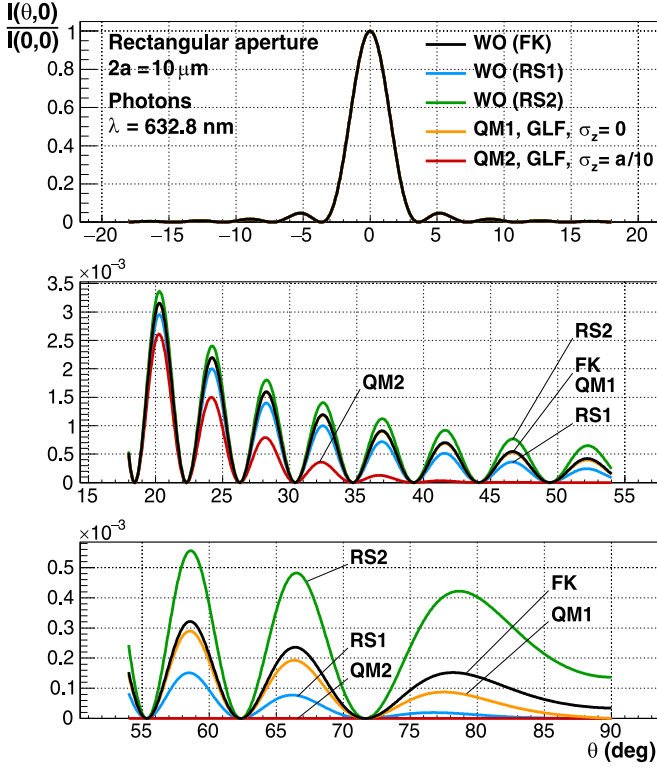 I(θ,0)
I(0,0)
Rectangular aperture
2a = 10 μm
Photons
λ = 632.8 nm
WO (FK)
WO (RS1)
WO (RS2)
QM1, GLF, σz = 0
QM2, GLF, σz = a/10
1
0.8
0.6
0.4
0.2
0
−20 −15 −10 −5 0 5 10 15 20
×10⁻³
3.5
3
2.5
2
1.5
1
0.5
0
QM2
RS2
FK
QM1
RS1
15 20 25 30 35 40 45 50 55 60
×10⁻³
0.5
0.4
0.3
0.2
0.1
0
RS2
RS1
QM2
FK
QM1
55 60 65 70 75 80 85 90
θ (deg)